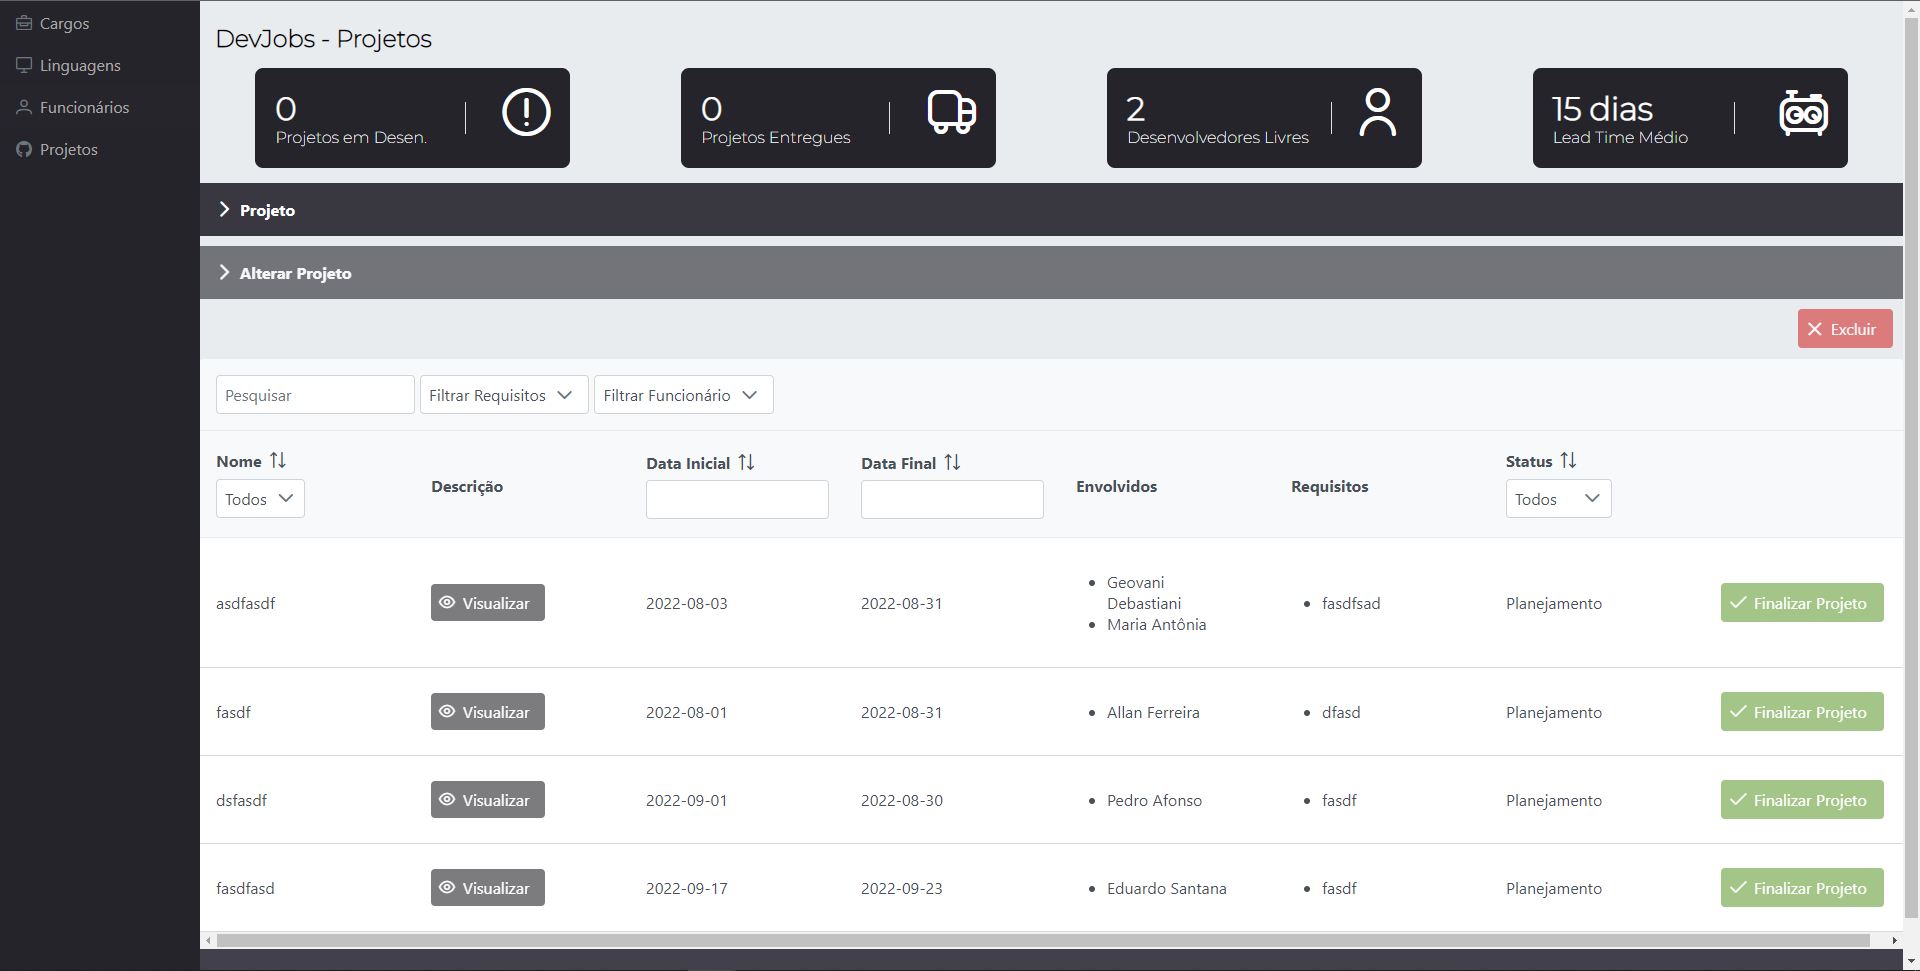 Cargos
Linguagens
Funcionários
Projetos
DevJobs - Projetos
0
Projetos em Desen.
0
Projetos Entregues
2
Desenvolvedores Livres
15 dias
Lead Time Médio
Projeto
Alterar Projeto
Excluir
Pesquisar Filtrar Requisitos Filtrar Funcionário
Nome Descrição Data Inicial Data Final Envolvidos Requisitos Status
Todos Todos
asdfasdf Visualizar 2022-08-03 2022-08-31 Geovani
Debastiani
Maria Antônia fasdfsad Planejamento Finalizar Projeto
fasdf Visualizar 2022-08-01 2022-08-31 Allan Ferreira dfasd Planejamento Finalizar Projeto
dsfasdf Visualizar 2022-09-01 2022-08-30 Pedro Afonso fasdf Planejamento Finalizar Projeto
fasdfasd Visualizar 2022-09-17 2022-09-23 Eduardo Santana fasdf Planejamento Finalizar Projeto